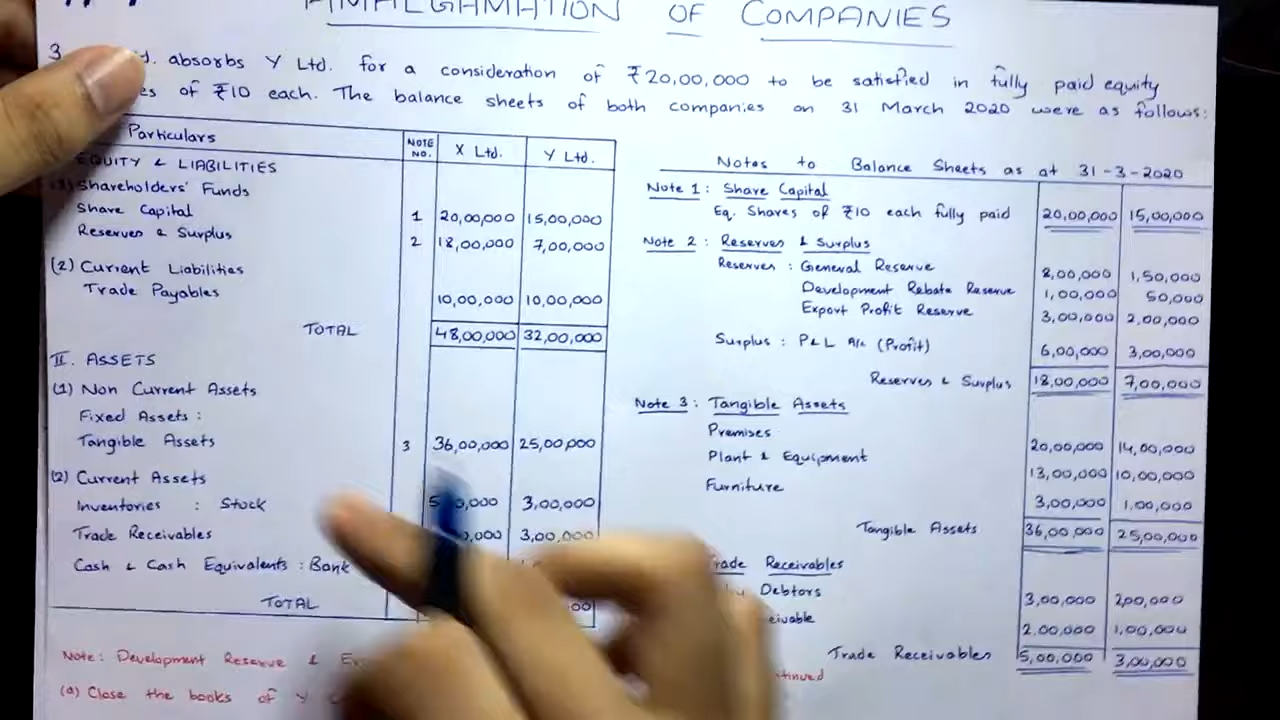 AMALGAMATION OF COMPANIES
3. absorbs Y Ltd. for a consideration of ₹20,00,000 to be satisfied in fully paid equity
of ₹10 each. The balance sheets of both companies on 31 March 2020 were as follows:
Particulars NOTE NO. X Ltd. Y Ltd.
EQUITY & LIABILITIES
Shareholders' Funds
Share Capital 1 20,00,000 15,00,000
Reserves & Surplus 2 18,00,000 7,00,000
(2) Current Liabilities
Trade Payables 10,00,000 10,00,000
TOTAL 48,00,000 32,00,000
II. ASSETS
(1) Non Current Assets
Fixed Assets :
Tangible Assets 3 36,00,000 25,00,000
(2) Current Assets
Inventories : Stock 3,00,000
Trade Receivables 3,00,000
Cash & Cash Equivalents : Bank
TOTAL
Note: Development Reserve &
(a) Close the books of Y
Notes to Balance Sheets as at 31-3-2020
Note 1 : Share Capital
Eq. Shares of ₹10 each fully paid 20,00,000 15,00,000
Note 2 : Reserves & Surplus
Reserves : General Reserve 8,00,000 1,50,000
Development Rebate Reserve 1,00,000 50,000
Export Profit Reserve 3,00,000 2,00,000
Surplus : P&L A/c (Profit) 6,00,000 3,00,000
Reserves & Surplus 18,00,000 7,00,000
Note 3 : Tangible Assets
Premises 20,00,000 14,00,000
Plant & Equipment 13,00,000 10,00,000
Furniture 3,00,000 1,00,000
Tangible Assets 36,00,000 25,00,000
Trade Receivables
Debtors 3,00,000 2,00,000
2,00,000 1,00,000
Trade Receivables 5,00,000 3,00,000